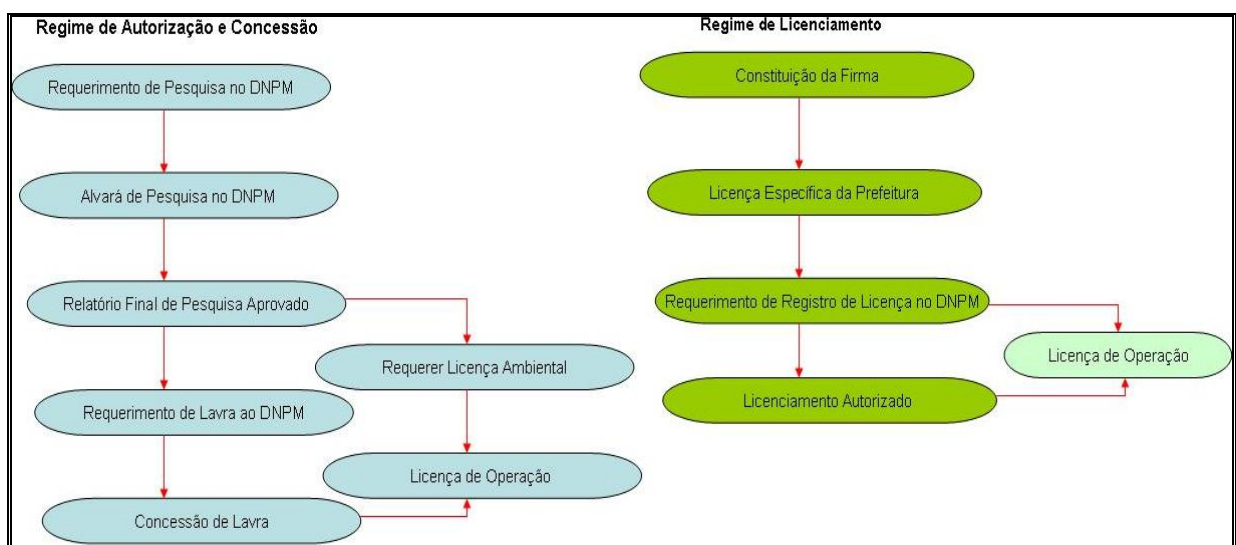 Regime de Autorização e Concessão
Requerimento de Pesquisa no DNPM
Alvará de Pesquisa no DNPM
Relatório Final de Pesquisa Aprovado
Requerer Licença Ambiental
Requerimento de Lavra ao DNPM
Licença de Operação
Concessão de Lavra
Regime de Licenciamento
Constituição da Firma
Licença Específica da Prefeitura
Requerimento de Registro de Licença no DNPM
Licença de Operação
Licenciamento Autorizado